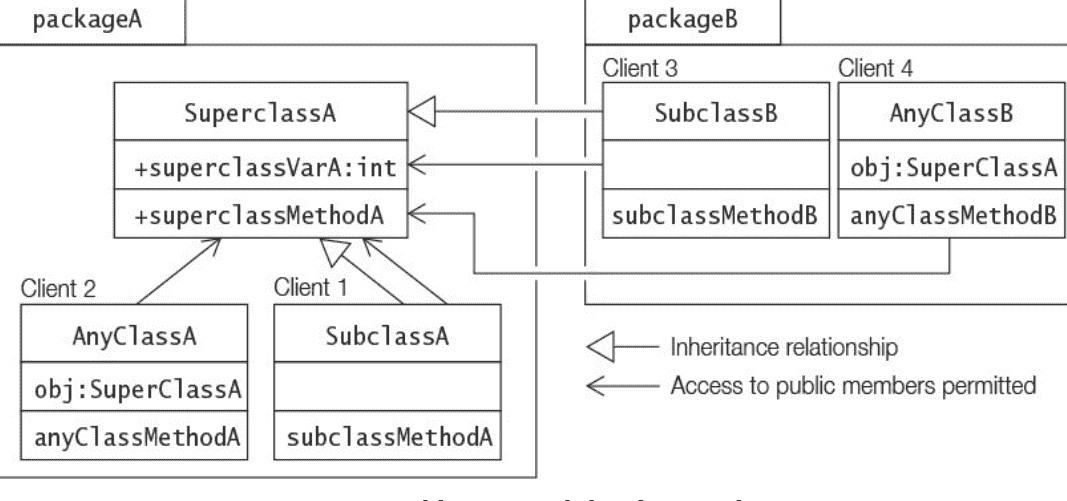 packageA
packageB
Client 3
Client 4
SuperclassA
+superclassVarA:int
+superclassMethodA
SubclassB
subclassMethodB
AnyClassB
obj:SuperClassA
anyClassMethodB
Client 2
Client 1
AnyClassA
obj:SuperClassA
anyClassMethodA
SubclassA
subclassMethodA
Inheritance relationship
Access to public members permitted